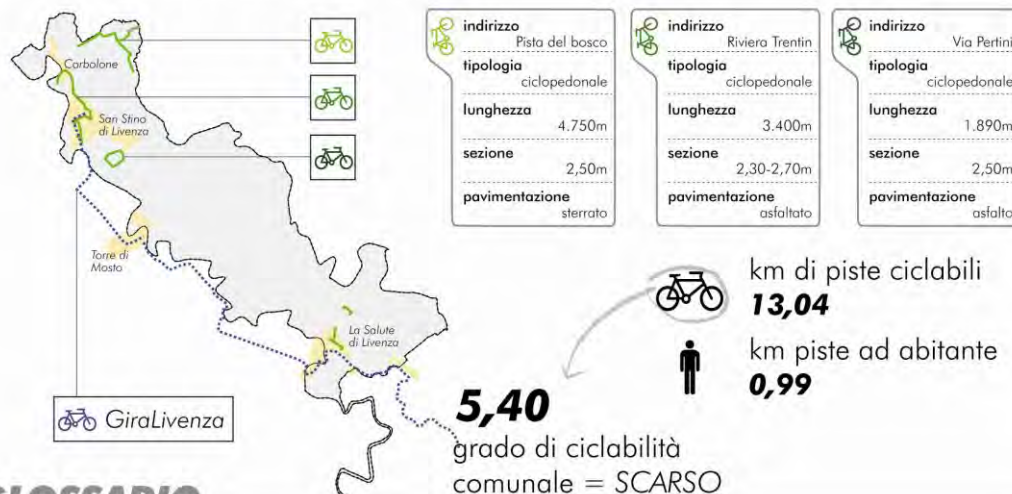 Corbolone
San Stino
di Livenza
Torre di
Mosto
La Salute
di Livenza
GiraLivenza
indirizzo
Pista del bosco
tipologia
ciclopedonale
lunghezza
4.750m
sezione
2,50m
pavimentazione
sterrato
indirizzo
Riviera Trentin
tipologia
ciclopedonale
lunghezza
3.400m
sezione
2,30-2,70m
pavimentazione
asfaltato
indirizzo
Via Pertini
tipologia
ciclopedonale
lunghezza
1.890m
sezione
2,50m
pavimentazione
asfalto
km di piste ciclabili
13,04
km piste ad abitante
0,99
5,40
grado di ciclabilità
comunale = SCARSO
GLOSSARIO